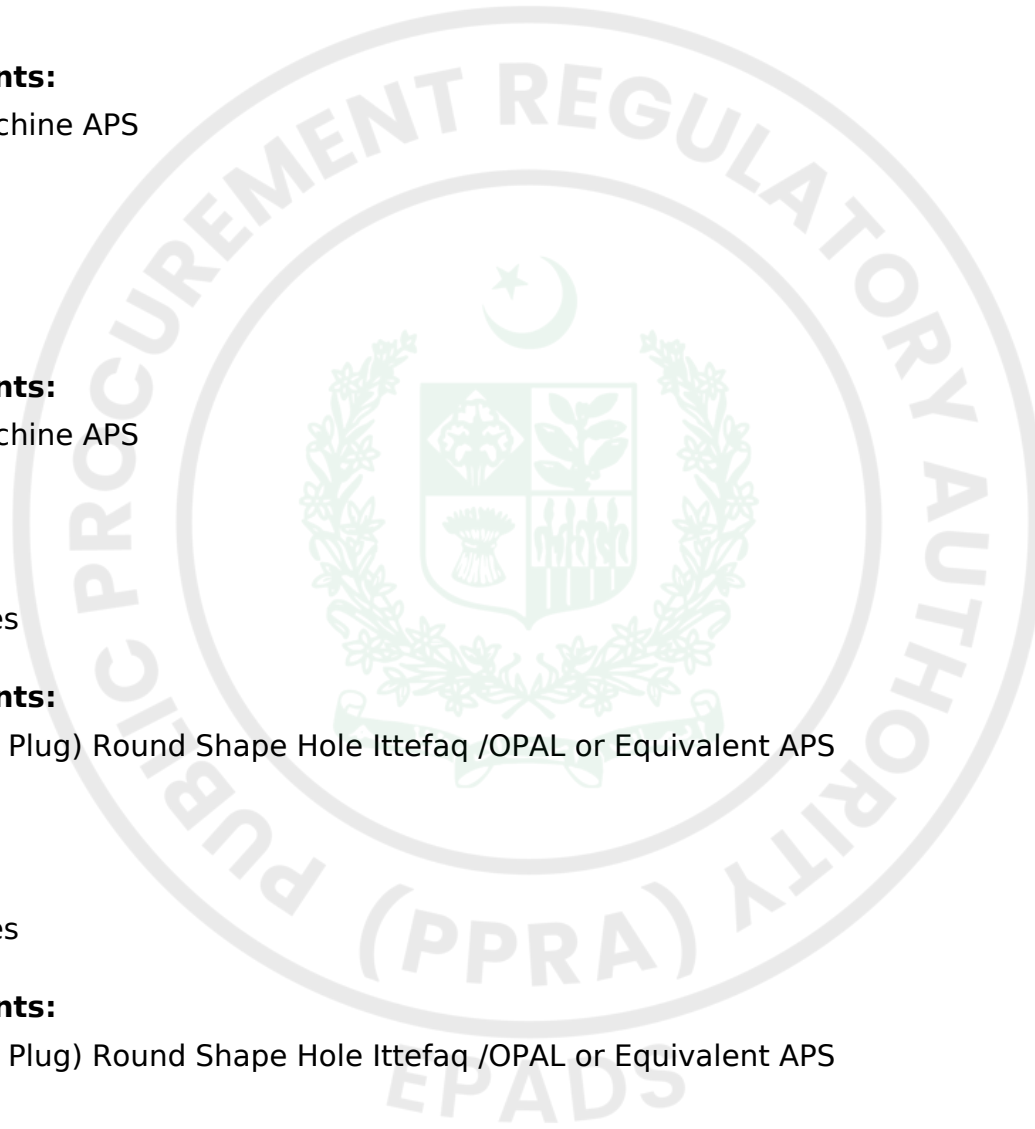 nts:
chine APS
nts:
chine APS
es
nts:
Plug) Round Shape Hole Ittefaq /OPAL or Equivalent APS
es
nts:
Plug) Round Shape Hole Ittefaq /OPAL or Equivalent APS
PUBLIC PROCUREMENT REGULATORY AUTHORITY
(PPRA)
EPADS